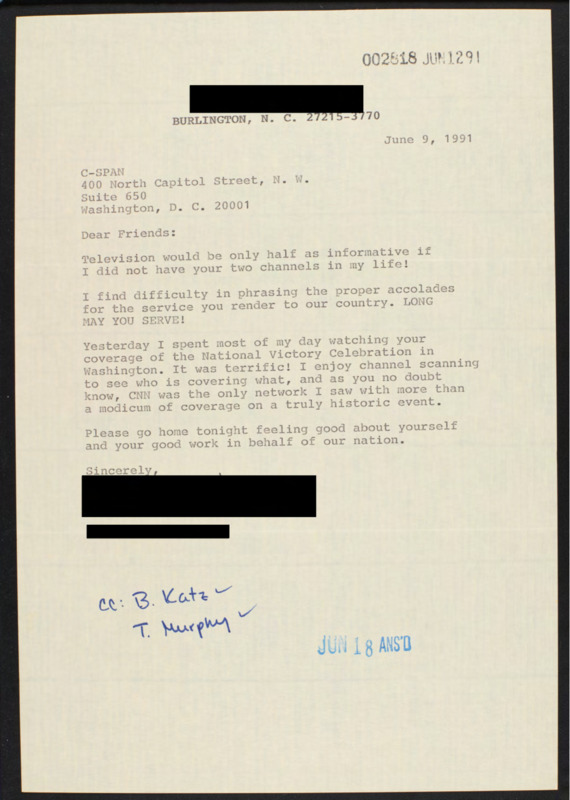 002818 JUN1291
BURLINGTON, N. C. 27215-3770
June 9, 1991
C-SPAN
400 North Capitol Street, N. W.
Suite 650
Washington, D. C. 20001
Dear Friends:
Television would be only half as informative if
I did not have your two channels in my life!
I find difficulty in phrasing the proper accolades
for the service you render to our country. LONG
MAY YOU SERVE!
Yesterday I spent most of my day watching your
coverage of the National Victory Celebration in
Washington. It was terrific! I enjoy channel scanning
to see who is covering what, and as you no doubt
know, CNN was the only network I saw with more than
a modicum of coverage on a truly historic event.
Please go home tonight feeling good about yourself
and your good work in behalf of our nation.
Sincerely,
cc: B. Katz ✓
T. Murphy ✓
JUN 18 ANS'D